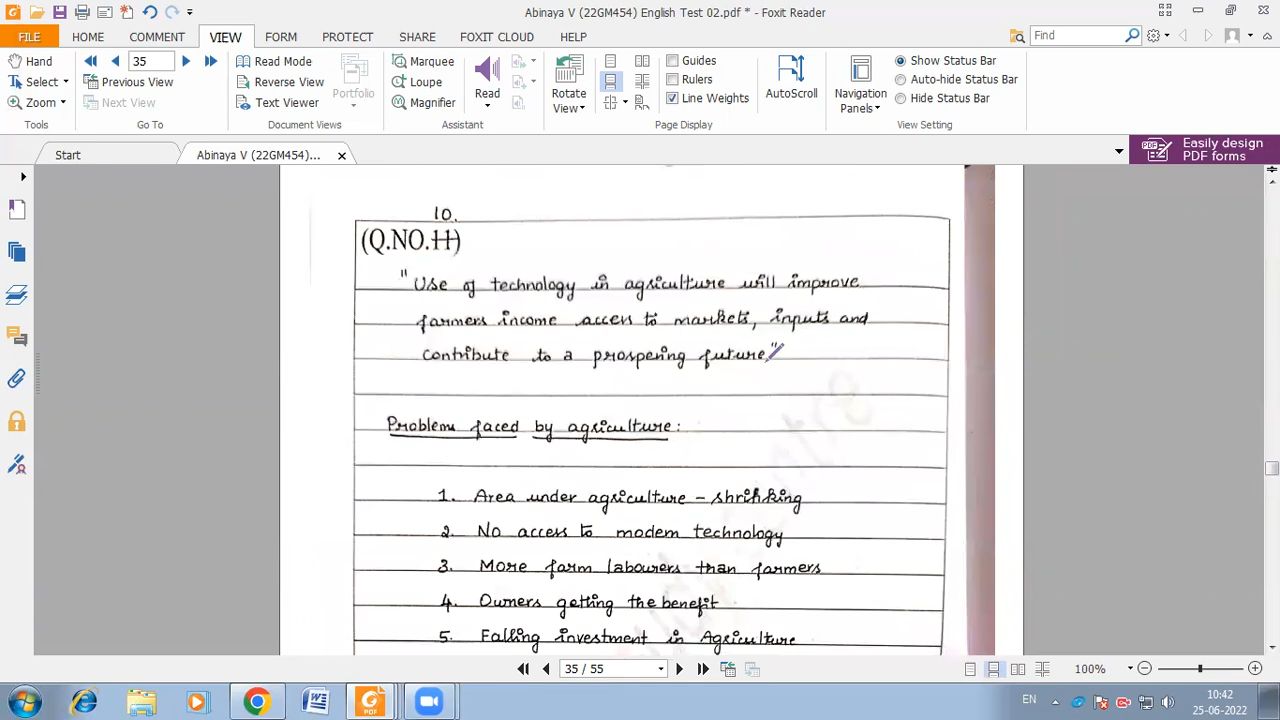 Abinaya V (22GM454) English Test 02.pdf * - Foxit Reader
FILE HOME COMMENT VIEW FORM PROTECT SHARE FOXIT CLOUD HELP Find
Hand 35 Marquee Read Mode Guides Show Status Bar
Select Previous View Loupe Reverse View Rulers Auto-hide Status Bar
Zoom Next View Magnifier Text Viewer Portfolio Read Rotate View Line Weights AutoScroll Navigation Panels Hide Status Bar
Tools Go To Document Views Assistant Page Display View Setting
Start Abinaya V (22GM454)... Easily design PDF forms
10.
(Q.NO.11)
"Use of technology in agriculture will improve
farmers income access to markets, inputs and
contribute to a prospering future,"
Problems faced by agriculture:
1. Area under agriculture - shrinking
2. No access to modern technology
3. More farm labourers than farmers
4. Owners getting the benefit
5. Falling investment in Agriculture
35 / 55 100%
EN 10:42
25-06-2022